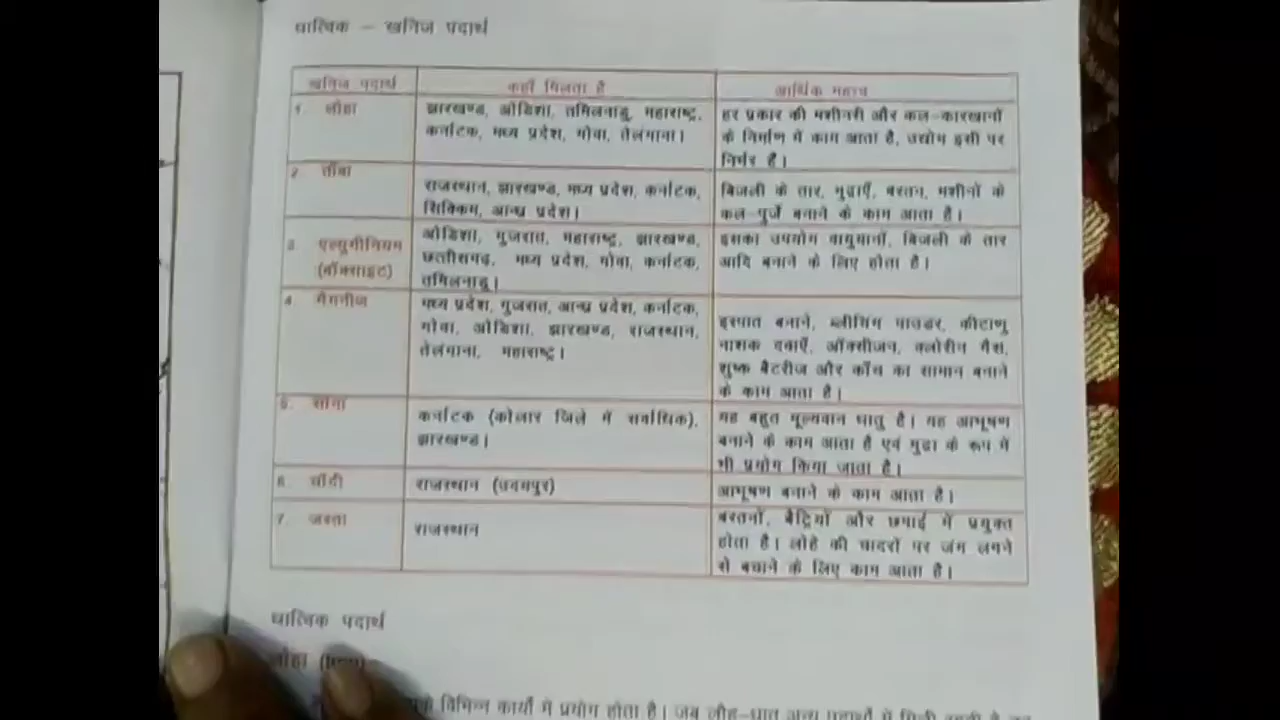 धात्विक – खनिज पदार्थ
खनिज पदार्थ कहाँ मिलता है आर्थिक महत्व
1. लोहा
झारखण्ड, ओडिशा, तमिलनाडू, महाराष्ट्र,
कर्नाटक, मध्य प्रदेश, गोवा, तेलंगाना।
हर प्रकार की मशीनरी और कल-कारखानों
के निर्माण में काम आता है, उद्योग इसी पर
निर्भर है।
2. ताँबा
राजस्थान, झारखण्ड, मध्य प्रदेश, कर्नाटक,
सिक्किम, आन्ध्र प्रदेश।
बिजली के तार, मुद्राएँ, बरतन, मशीनों के
कल-पुर्जे बनाने के काम आता है।
3. एल्युमीनियम
(बॉक्साइट)
ओडिशा, गुजरात, महाराष्ट्र, झारखण्ड,
छत्तीसगढ़, मध्य प्रदेश, गोवा, कर्नाटक,
तमिलनाडू।
इसका उपयोग वायुयानों, बिजली के तार
आदि बनाने के लिए होता है।
4. मैगनीज
मध्य प्रदेश, गुजरात, आन्ध्र प्रदेश, कर्नाटक,
गोवा, ओडिशा, झारखण्ड, राजस्थान,
तेलंगाना, महाराष्ट्र।
इस्पात बनाने, ब्लीचिंग पाउडर, कीटाणु
नाशक दवाएँ, ऑक्सीजन, क्लोरीन गैस,
शुष्क बैटरीज और काँच का सामान बनाने
के काम आता है।
5. सोना
कर्नाटक (कोलार जिले में सर्वाधिक),
झारखण्ड।
यह बहुत मूल्यवान धातु है। यह आभूषण
बनाने के काम आता है एवं मुद्रा के रूप में
भी प्रयोग किया जाता है।
6. चाँदी
राजस्थान (उदयपुर)
आभूषण बनाने के काम आता है।
7. जस्ता
राजस्थान
बरतनों, बैट्रियों और छपाई में प्रयुक्त
होता है। लोहे की चादरों पर जंग लगने
से बचाने के लिए काम आता है।
धात्विक पदार्थ
लोहा
विभिन्न कार्यों में प्रयोग होता है। जब लौह-धातु अन्य पदार्थों में मिली रहती है